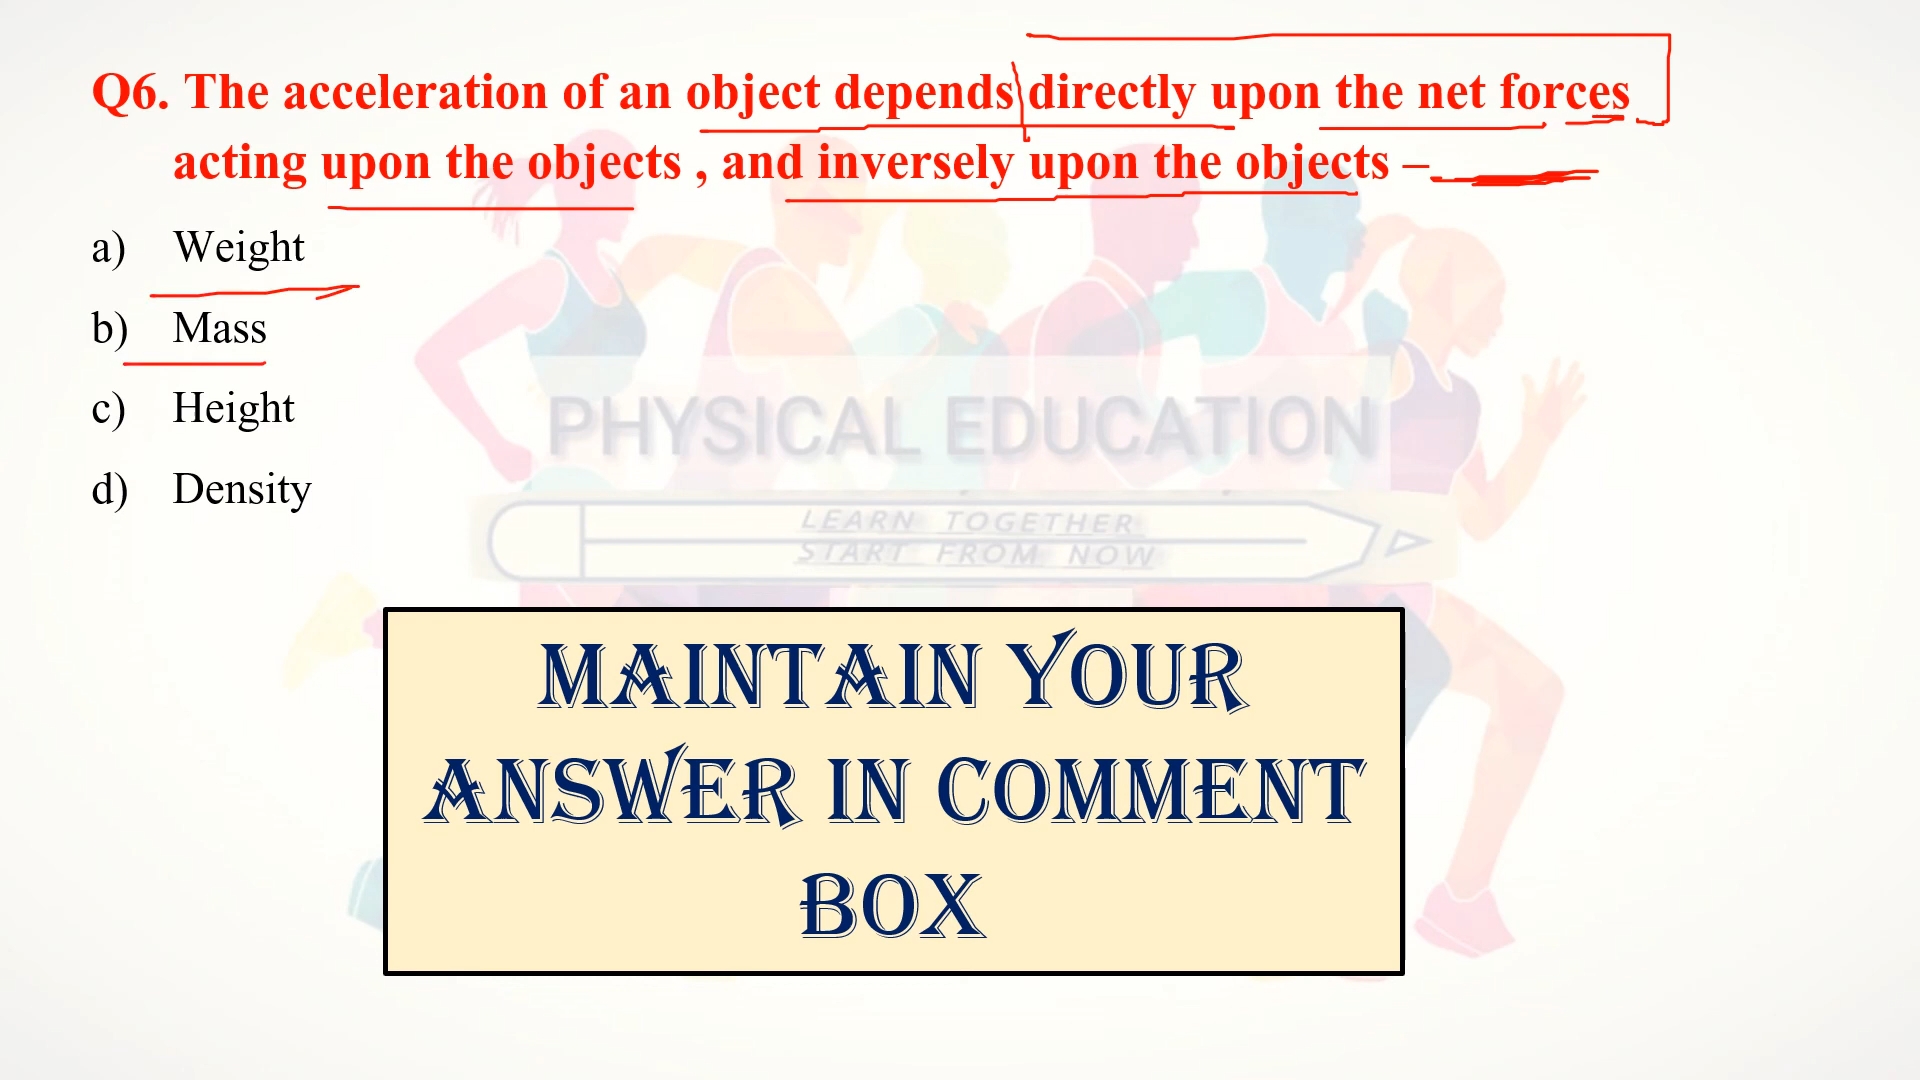 Q6. The acceleration of an object depends directly upon the net forces
acting upon the objects , and inversely upon the objects –
a) Weight
b) Mass
c) Height
d) Density
PHYSICAL EDUCATION
LEARN TOGETHER
START FROM NOW
MAINTAIN YOUR
ANSWER IN COMMENT
BOX